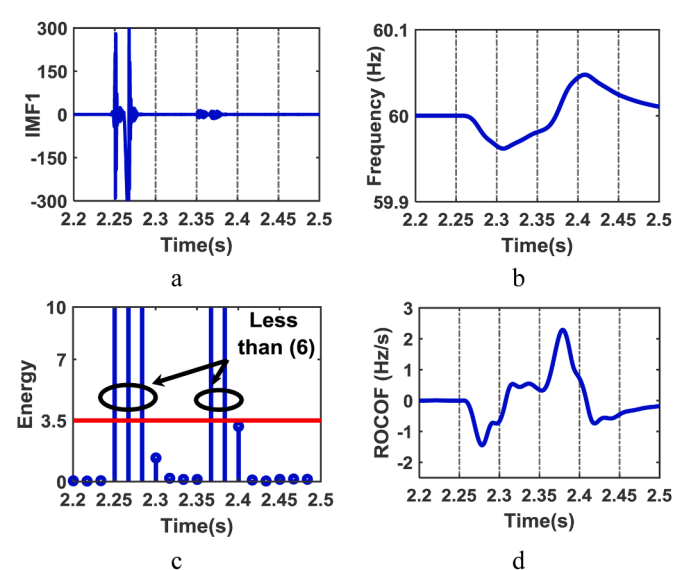 300
150
0
-150
-300
IMF1
2.2 2.25 2.3 2.35 2.4 2.45 2.5
Time(s)
a
60.1
60
59.9
Frequency (Hz)
2.2 2.25 2.3 2.35 2.4 2.45 2.5
Time(s)
b
10
7
3.5
0
Energy
Less
than (6)
2.2 2.25 2.3 2.35 2.4 2.45 2.5
Time(s)
c
3
2
1
0
-1
-2
ROCOF (Hz/s)
2.2 2.25 2.3 2.35 2.4 2.45 2.5
Time(s)
d